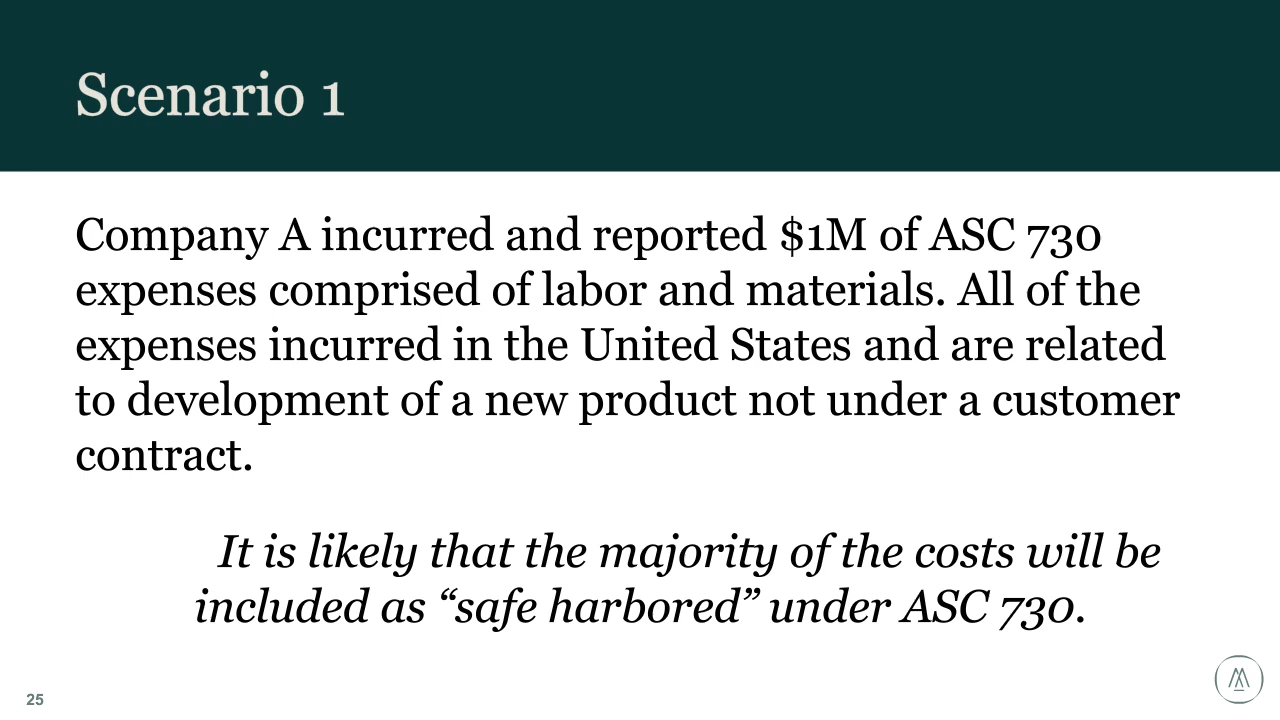 Scenario 1
Company A incurred and reported $1M of ASC 730
expenses comprised of labor and materials. All of the
expenses incurred in the United States and are related
to development of a new product not under a customer
contract.
It is likely that the majority of the costs will be
included as “safe harbored” under ASC 730.
25